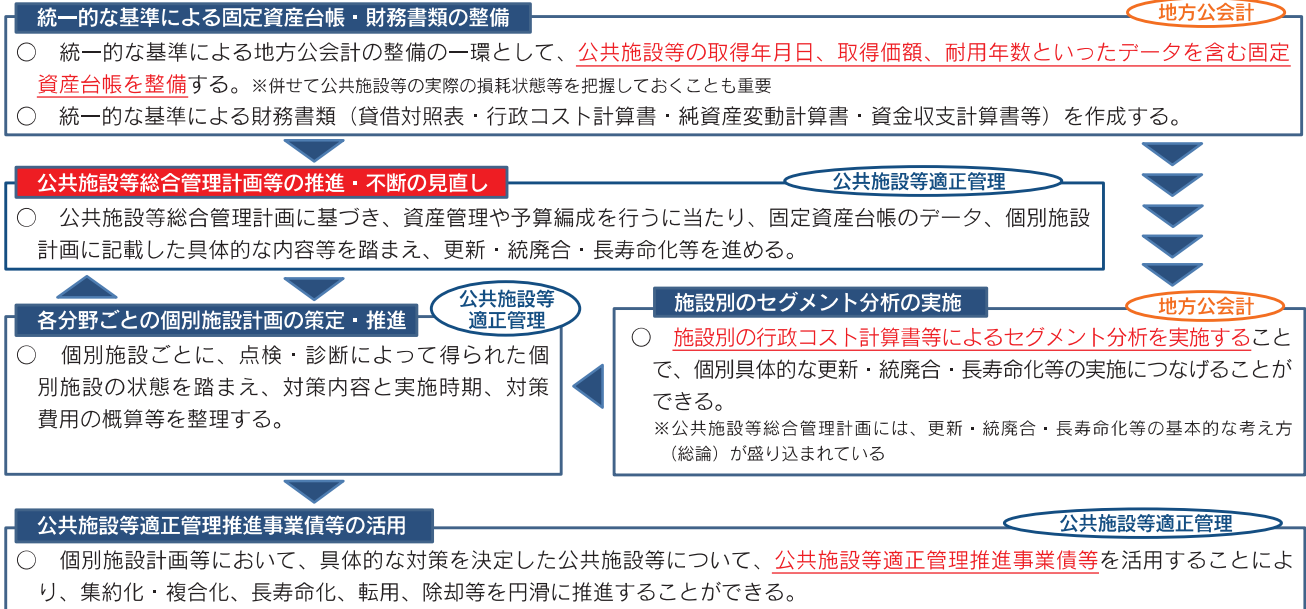 統一的な基準による固定資産台帳・財務書類の整備
地方公会計
○ 統一的な基準による地方公会計の整備の一環として、公共施設等の取得年月日、取得価額、耐用年数といったデータを含む固定
資産台帳を整備する。※併せて公共施設等の実際の損耗状態等を把握しておくことも重要
○ 統一的な基準による財務書類（貸借対照表・行政コスト計算書・純資産変動計算書・資金収支計算書等）を作成する。
公共施設等総合管理計画等の推進・不断の見直し
公共施設等適正管理
○ 公共施設等総合管理計画に基づき、資産管理や予算編成を行うに当たり、固定資産台帳のデータ、個別施設
計画に記載した具体的な内容等を踏まえ、更新・統廃合・長寿命化等を進める。
各分野ごとの個別施設計画の策定・推進
公共施設等
適正管理
○ 個別施設ごとに、点検・診断によって得られた個
別施設の状態を踏まえ、対策内容と実施時期、対策
費用の概算等を整理する。
施設別のセグメント分析の実施
地方公会計
○ 施設別の行政コスト計算書等によるセグメント分析を実施すること
で、個別具体的な更新・統廃合・長寿命化等の実施につなげることが
できる。
※公共施設等総合管理計画には、更新・統廃合・長寿命化等の基本的な考え方
（総論）が盛り込まれている
公共施設等適正管理推進事業債等の活用
公共施設等適正管理
○ 個別施設計画等において、具体的な対策を決定した公共施設等について、公共施設等適正管理推進事業債等を活用することによ
り、集約化・複合化、長寿命化、転用、除却等を円滑に推進することができる。